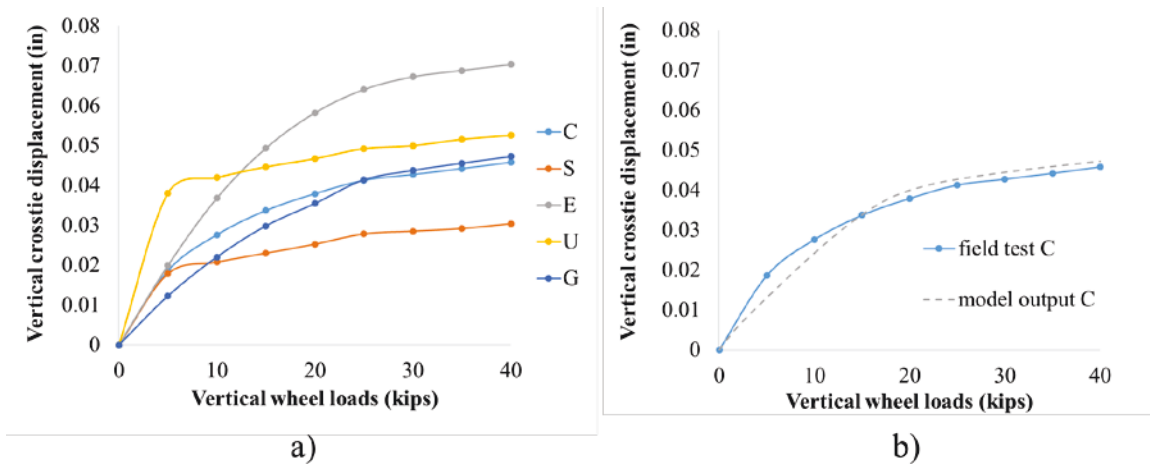 Vertical crosstie displacement (in)
0.08
0.07
0.06
0.05
0.04
0.03
0.02
0.01
0
0 10 20 30 40
Vertical wheel loads (kips)
C
S
E
U
G
a)
Vertical crosstie displacement (in)
0.08
0.07
0.06
0.05
0.04
0.03
0.02
0.01
0
field test C
model output C
0 10 20 30 40
Vertical wheel loads (kips)
b)